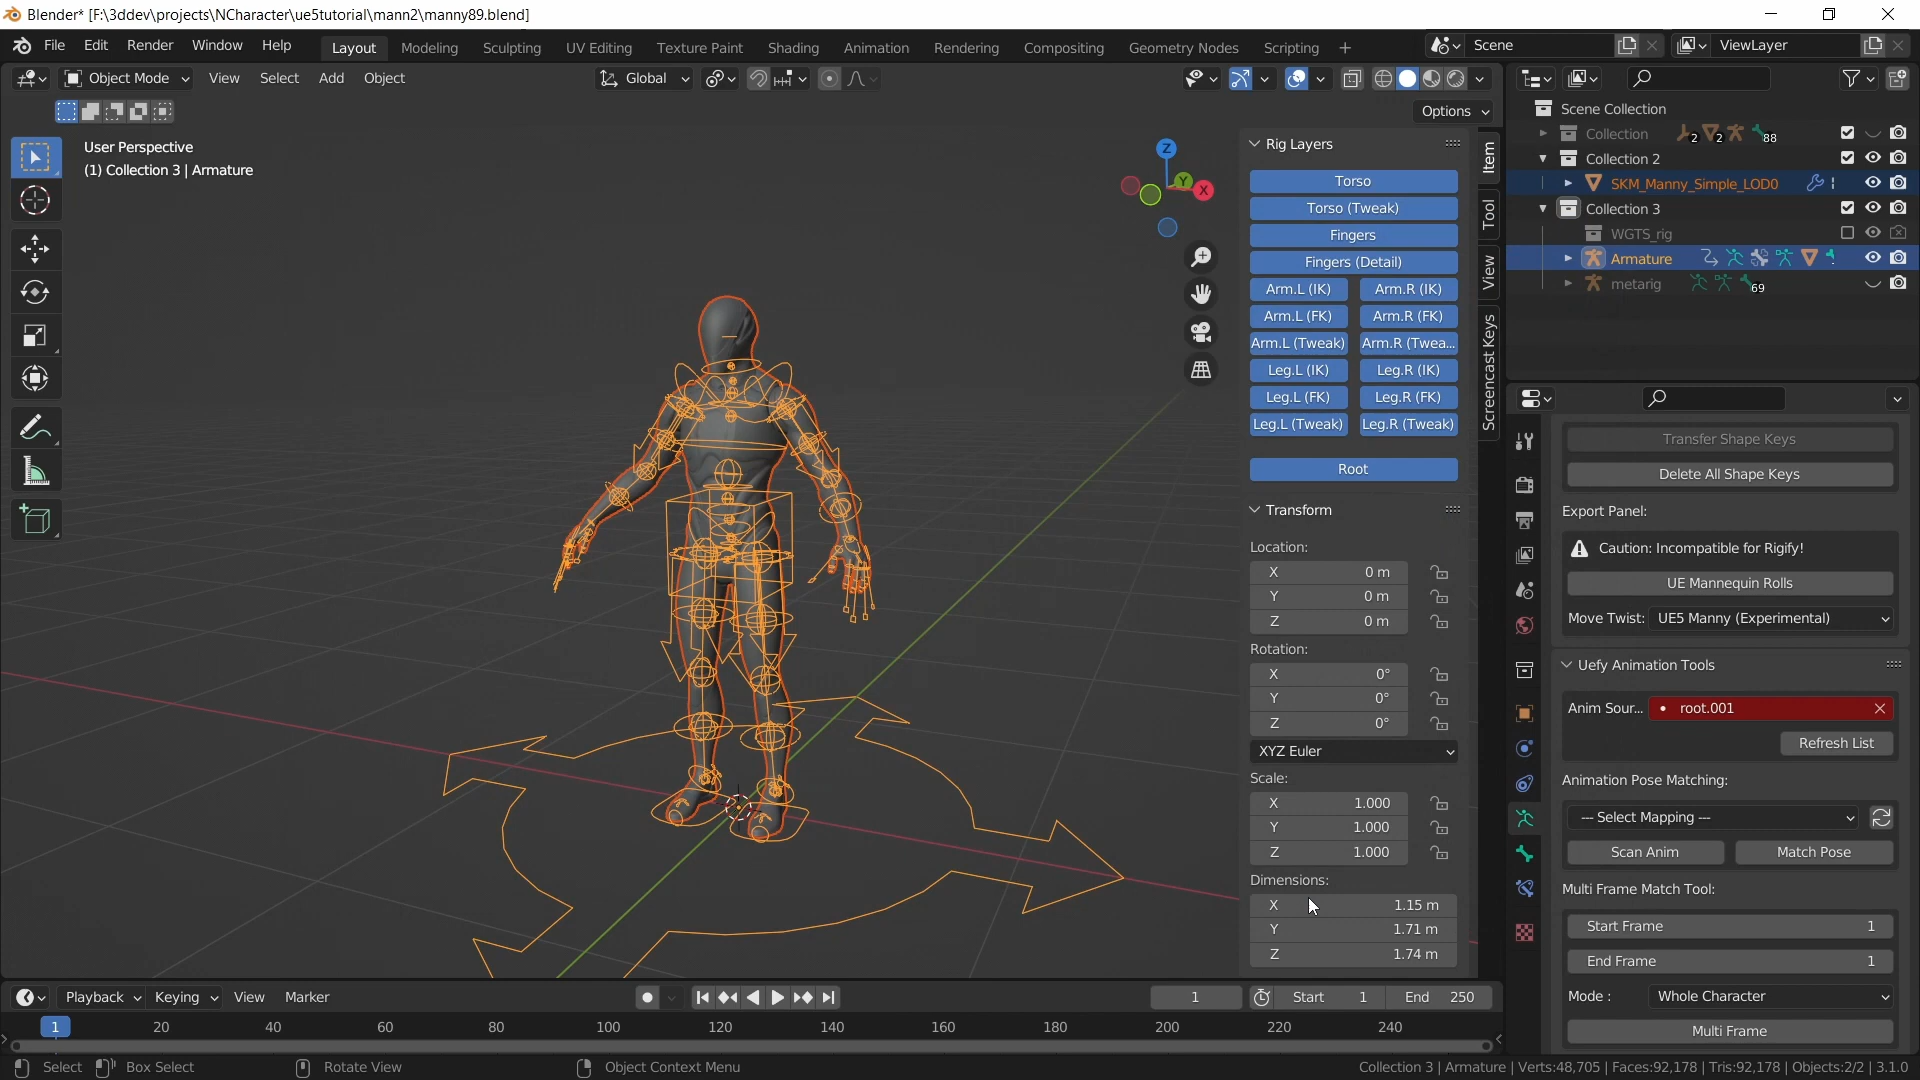 Blender* [F:\3ddev\projects\NCharacter\ue5tutorial\mann2\manny89.blend]
File Edit Render Window Help Layout Modeling Sculpting UV Editing Texture Paint Shading Animation Rendering Compositing Geometry Nodes Scripting + Scene ViewLayer
Object Mode View Select Add Object Global
Options
User Perspective
(1) Collection 3 | Armature
Z
Y
X
Rig Layers
Torso
Torso (Tweak)
Fingers
Fingers (Detail)
Arm.L (IK) Arm.R (IK)
Arm.L (FK) Arm.R (FK)
Arm.L (Tweak) Arm.R (Twea...
Leg.L (IK) Leg.R (IK)
Leg.L (FK) Leg.R (FK)
Leg.L (Tweak) Leg.R (Tweak)
Root
Transform
Location:
X 0 m
Y 0 m
Z 0 m
Rotation:
X 0°
Y 0°
Z 0°
XYZ Euler
Scale:
X 1.000
Y 1.000
Z 1.000
Dimensions:
X 1.15 m
Y 1.71 m
Z 1.74 m
Item
Tool
View
Screencast Keys
Scene Collection
Collection 2 2 88
Collection 2
SKM_Manny_Simple_LOD0
Collection 3
WGTS_rig
Armature
metarig 69
Transfer Shape Keys
Delete All Shape Keys
Export Panel:
Caution: Incompatible for Rigify!
UE Mannequin Rolls
Move Twist: UE5 Manny (Experimental)
Uefy Animation Tools
Anim Sour... root.001
Refresh List
Animation Pose Matching:
--- Select Mapping ---
Scan Anim Match Pose
Multi Frame Match Tool:
Start Frame 1
End Frame 1
Mode : Whole Character
Multi Frame
Playback Keying View Marker 1 Start 1 End 250
1 20 40 60 80 100 120 140 160 180 200 220 240
Select Box Select Rotate View Object Context Menu Collection 3 | Armature | Verts:48,705 | Faces:92,178 | Tris:92,178 | Objects:2/2 | 3.1.0